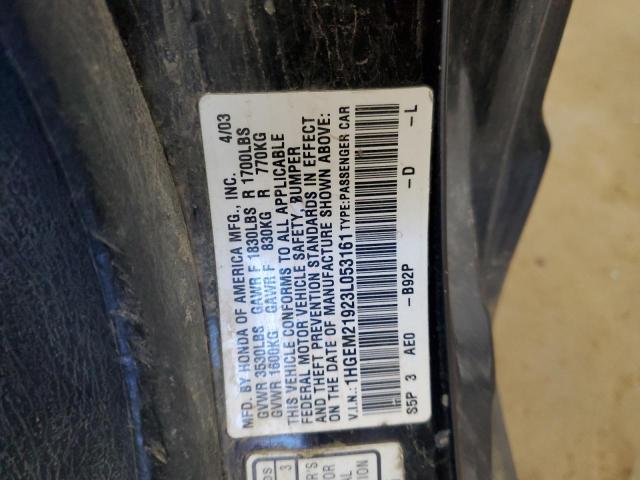 MFD. BY HONDA OF AMERICA MFG., INC. 4/03
GVWR 3530LBS GAWR F 1830LBS R 1700LBS
GVWR 1600KG GAWR F 830KG R 770KG
THIS VEHICLE CONFORMS TO ALL APPLICABLE
FEDERAL MOTOR VEHICLE SAFETY, BUMPER
AND THEFT PREVENTION STANDARDS IN EFFECT
ON THE DATE OF MANUFACTURE SHOWN ABOVE:
V.I.N.: 1HGEM21923L053161 TYPE: PASSENGER CAR
S5P 3 AE0 -B92P -D -L
3